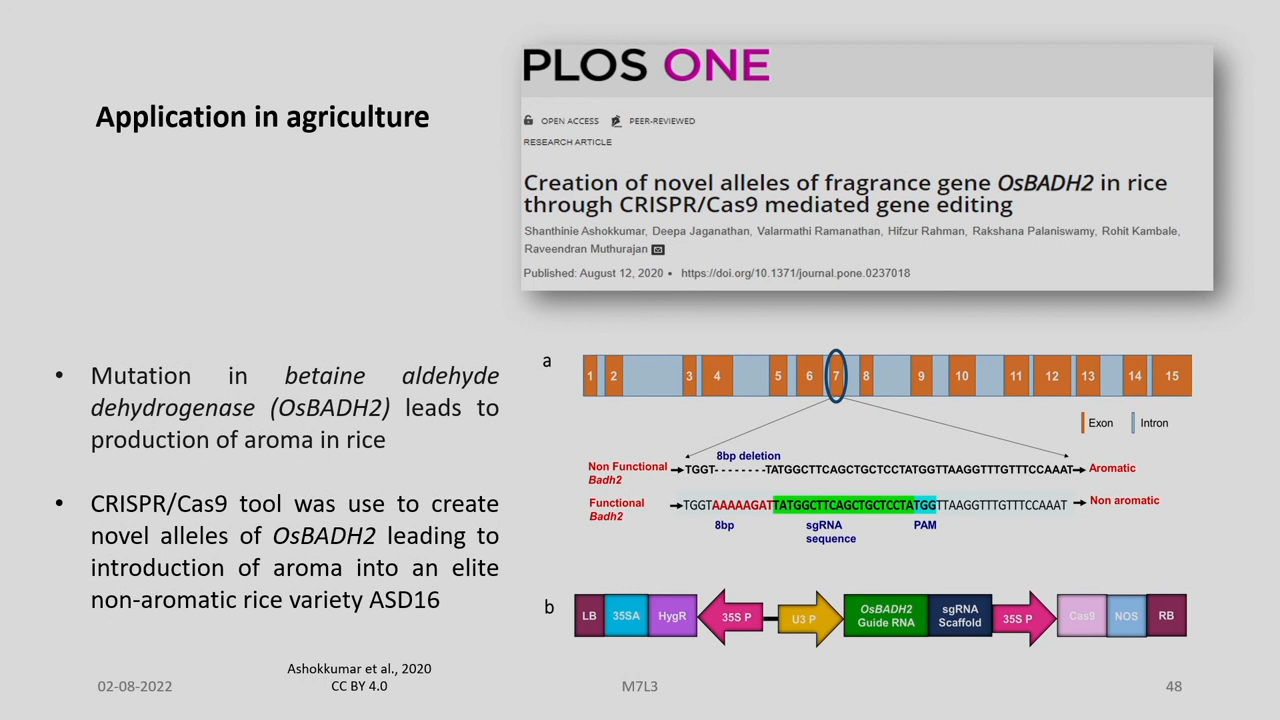 Application in agriculture
PLOS ONE
OPEN ACCESS PEER-REVIEWED
RESEARCH ARTICLE
Creation of novel alleles of fragrance gene OsBADH2 in rice
through CRISPR/Cas9 mediated gene editing
Shanthinie Ashokkumar, Deepa Jaganathan, Valarmathi Ramanathan, Hifzur Rahman, Rakshana Palaniswamy, Rohit Kambale,
Raveendran Muthurajan
Published: August 12, 2020 • https://doi.org/10.1371/journal.pone.0237018
• Mutation in betaine aldehyde
dehydrogenase (OsBADH2) leads to
production of aroma in rice
• CRISPR/Cas9 tool was use to create
novel alleles of OsBADH2 leading to
introduction of aroma into an elite
non-aromatic rice variety ASD16
a
1 2 3 4 5 6 7 8 9 10 11 12 13 14 15
Exon Intron
8bp deletion
Non Functional
Badh2
TGGT--------TATGGCTTCAGCTGCTCCTATGGTTAAGGTTTGTTTCCAAAT
Aromatic
Functional
Badh2
TGGTAAAAAGATTATGGCTTCAGCTGCTCCTATGGTTAAGGTTTGTTTCCAAAT
Non aromatic
8bp
sgRNA
sequence
PAM
b
LB 35SA HygR 35S P U3 P OsBADH2
Guide RNA sgRNA
Scaffold 35S P Cas9 NOS RB
Ashokkumar et al., 2020
CC BY 4.0
02-08-2022
M7L3
48